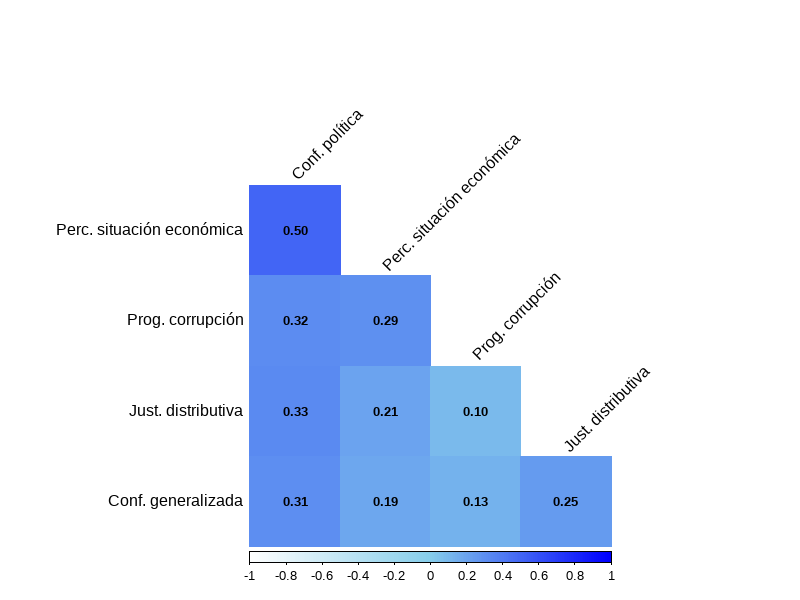 Conf. política
Perc. situación económica
Prog. corrupción
Just. distributiva
Perc. situación económica 0.50
Prog. corrupción 0.32 0.29
Just. distributiva 0.33 0.21 0.10
Conf. generalizada 0.31 0.19 0.13 0.25
-1 -0.8 -0.6 -0.4 -0.2 0 0.2 0.4 0.6 0.8 1